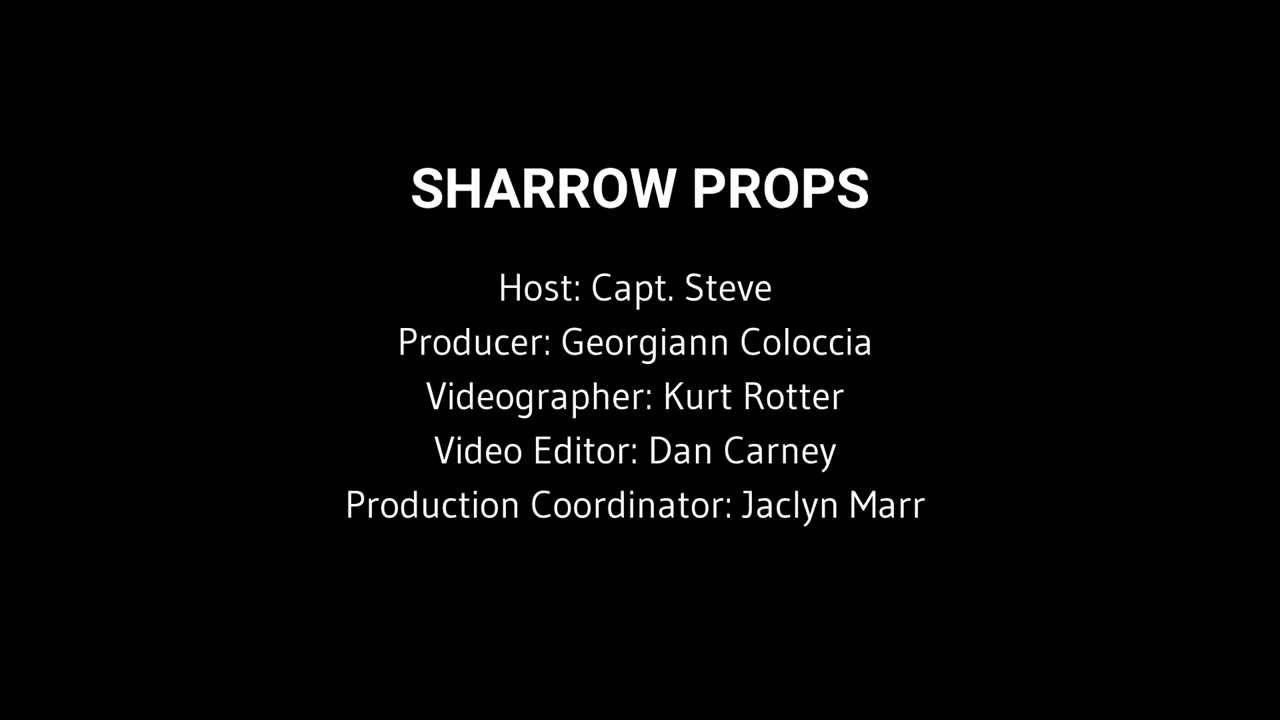 SHARROW PROPS
Host: Capt. Steve
Producer: Georgiann Coloccia
Videographer: Kurt Rotter
Video Editor: Dan Carney
Production Coordinator: Jaclyn Marr